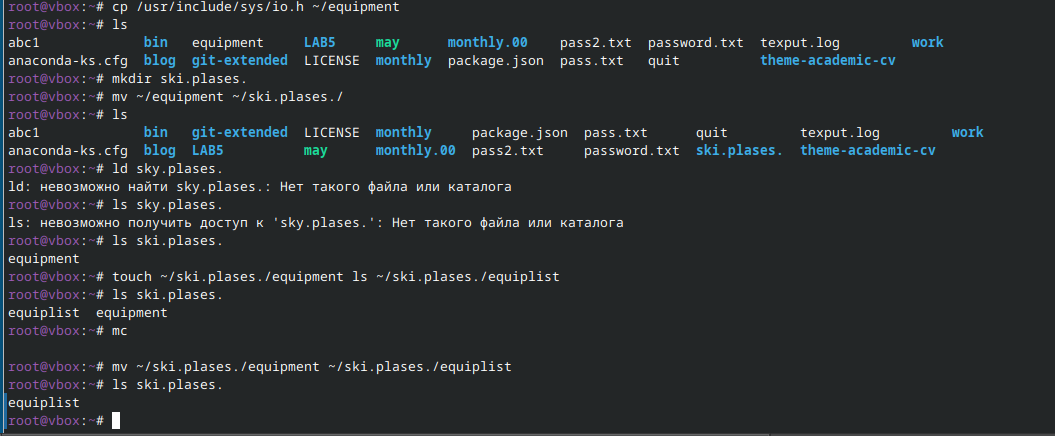 root@vbox:~# cp /usr/include/sys/io.h ~/equipment
root@vbox:~# ls
abc1 bin equipment LAB5 may monthly.00 pass2.txt password.txt texput.log work
anaconda-ks.cfg blog git-extended LICENSE monthly package.json pass.txt quit theme-academic-cv
root@vbox:~# mkdir ski.plases.
root@vbox:~# mv ~/equipment ~/ski.plases./
root@vbox:~# ls
abc1 bin git-extended LICENSE monthly package.json pass.txt quit texput.log work
anaconda-ks.cfg blog LAB5 may monthly.00 pass2.txt password.txt ski.plases. theme-academic-cv
root@vbox:~# ld sky.plases.
ld: невозможно найти sky.plases.: Нет такого файла или каталога
root@vbox:~# ls sky.plases.
ls: невозможно получить доступ к 'sky.plases.': Нет такого файла или каталога
root@vbox:~# ls ski.plases.
equipment
root@vbox:~# touch ~/ski.plases./equipment ls ~/ski.plases./equiplist
root@vbox:~# ls ski.plases.
equiplist equipment
root@vbox:~# mc
root@vbox:~# mv ~/ski.plases./equipment ~/ski.plases./equiplist
root@vbox:~# ls ski.plases.
equiplist
root@vbox:~#